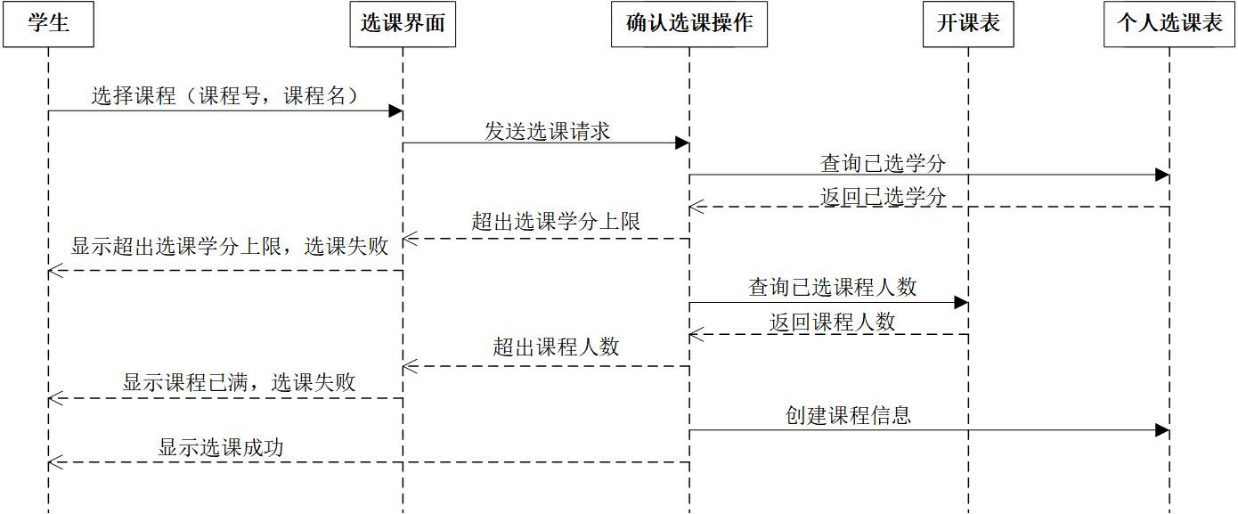 学生
选课界面
确认选课操作
开课表
个人选课表
选择课程（课程号，课程名）
发送选课请求
查询已选学分
返回已选学分
超出选课学分上限
显示超出选课学分上限，选课失败
查询已选课程人数
返回课程人数
超出课程人数
显示课程已满，选课失败
创建课程信息
显示选课成功